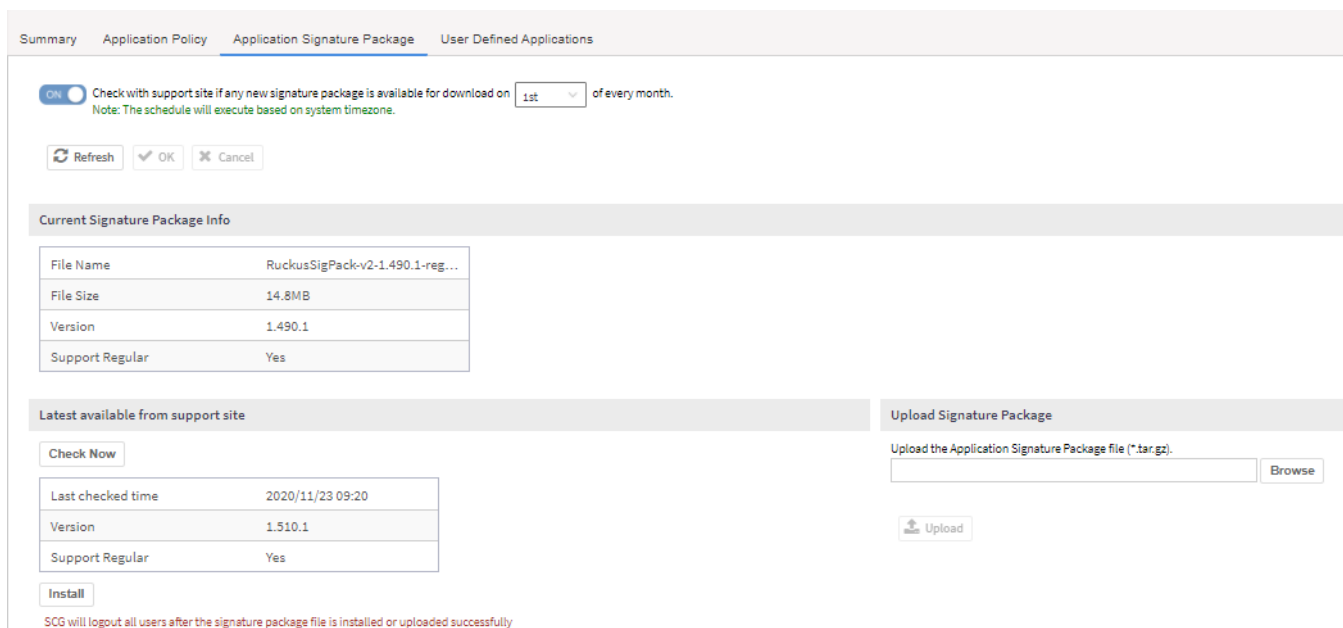 Summary Application Policy Application Signature Package User Defined Applications
ON Check with support site if any new signature package is available for download on 1st of every month.
Note: The schedule will execute based on system timezone.
Refresh OK Cancel
Current Signature Package Info
File Name RuckusSigPack-v2-1.490.1-reg...
File Size 14.8MB
Version 1.490.1
Support Regular Yes
Latest available from support site
Check Now
Last checked time 2020/11/23 09:20
Version 1.510.1
Support Regular Yes
Install
SCG will logout all users after the signature package file is installed or uploaded successfully
Upload Signature Package
Upload the Application Signature Package file (*.tar.gz).
Browse
Upload